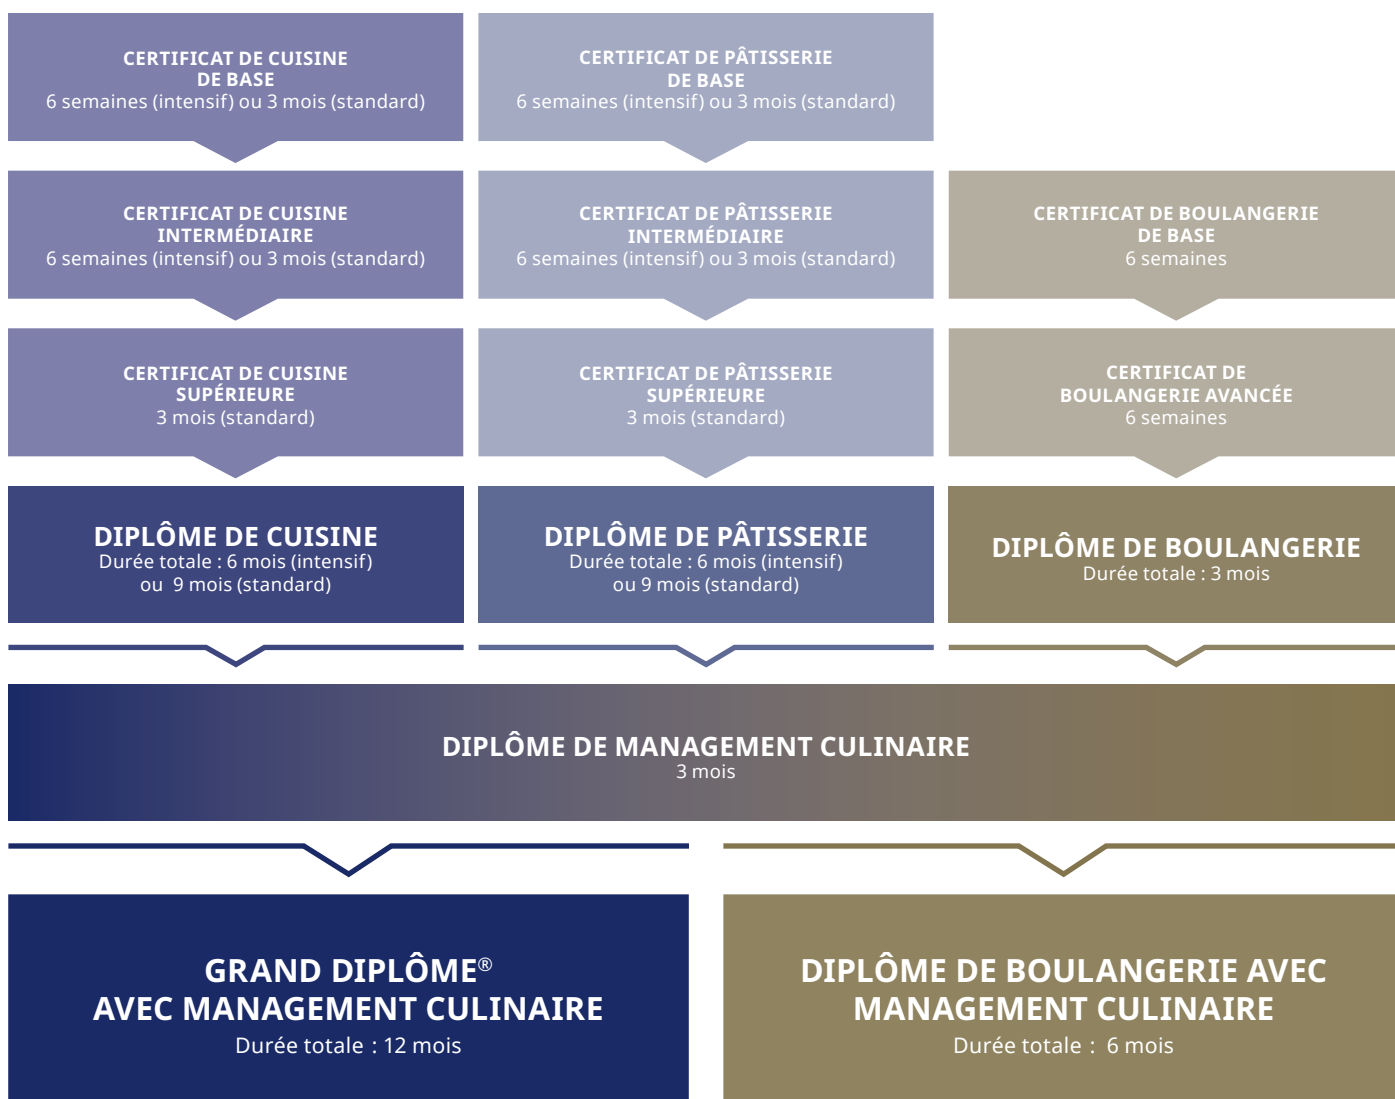 CERTIFICAT DE CUISINE
DE BASE
6 semaines (intensif) ou 3 mois (standard)
CERTIFICAT DE PÂTISSERIE
DE BASE
6 semaines (intensif) ou 3 mois (standard)
CERTIFICAT DE CUISINE
INTERMÉDIAIRE
6 semaines (intensif) ou 3 mois (standard)
CERTIFICAT DE PÂTISSERIE
INTERMÉDIAIRE
6 semaines (intensif) ou 3 mois (standard)
CERTIFICAT DE BOULANGERIE
DE BASE
6 semaines
CERTIFICAT DE CUISINE
SUPÉRIEURE
3 mois (standard)
CERTIFICAT DE PÂTISSERIE
SUPÉRIEURE
3 mois (standard)
CERTIFICAT DE
BOULANGERIE AVANCÉE
6 semaines
DIPLÔME DE CUISINE
Durée totale : 6 mois (intensif)
ou 9 mois (standard)
DIPLÔME DE PÂTISSERIE
Durée totale : 6 mois (intensif)
ou 9 mois (standard)
DIPLÔME DE BOULANGERIE
Durée totale : 3 mois
DIPLÔME DE MANAGEMENT CULINAIRE
3 mois
GRAND DIPLÔME®
AVEC MANAGEMENT CULINAIRE
Durée totale : 12 mois
DIPLÔME DE BOULANGERIE AVEC
MANAGEMENT CULINAIRE
Durée totale : 6 mois